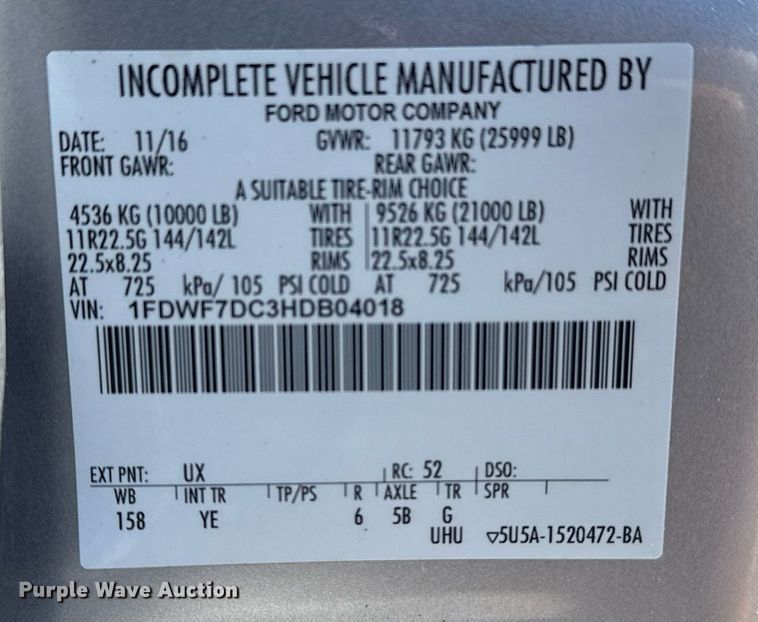 INCOMPLETE VEHICLE MANUFACTURED BY
FORD MOTOR COMPANY
DATE: 11/16 GVWR: 11793 KG (25999 LB)
FRONT GAWR: REAR GAWR:
A SUITABLE TIRE-RIM CHOICE
4536 KG (10000 LB) WITH 9526 KG (21000 LB) WITH
11R22.5G 144/142L TIRES 11R22.5G 144/142L TIRES
22.5x8.25 RIMS 22.5x8.25 RIMS
AT 725 kPa/ 105 PSI COLD AT 725 kPa/105 PSI COLD
VIN: 1FDWF7DC3HDB04018
EXT PNT: UX RC: 52 DSO:
WB INT TR TP/PS R AXLE TR SPR
158 YE 6 5B G
UHU ▽5U5A-1520472-BA
Purple Wave Auction